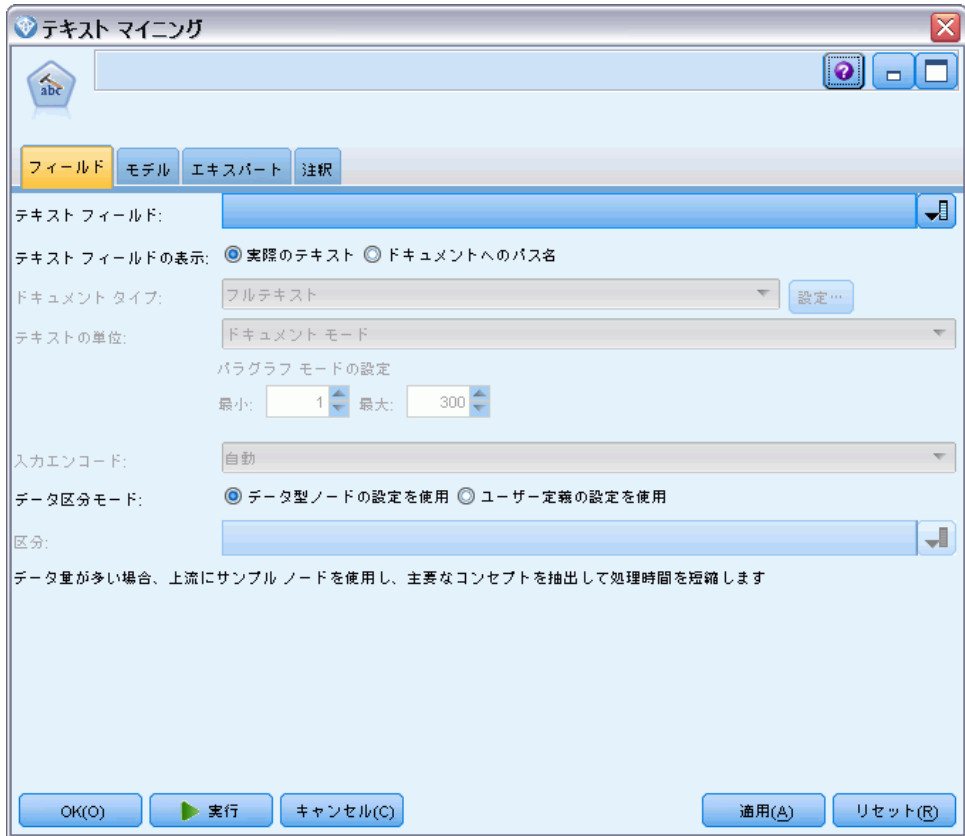 テキスト マイニング
abc
フィールド モデル エキスパート 注釈
テキスト フィールド:
テキスト フィールドの表示: 実際のテキスト ドキュメントへのパス名
ドキュメント タイプ: フルテキスト 設定…
テキストの単位: ドキュメント モード
パラグラフ モードの設定
最小: 1 最大: 300
入力エンコード: 自動
データ区分モード: データ型ノードの設定を使用 ユーザー定義の設定を使用
区分:
データ量が多い場合、上流にサンプル ノードを使用し、主要なコンセプトを抽出して処理時間を短縮します
OK(O) 実行 キャンセル(C) 適用(A) リセット(R)